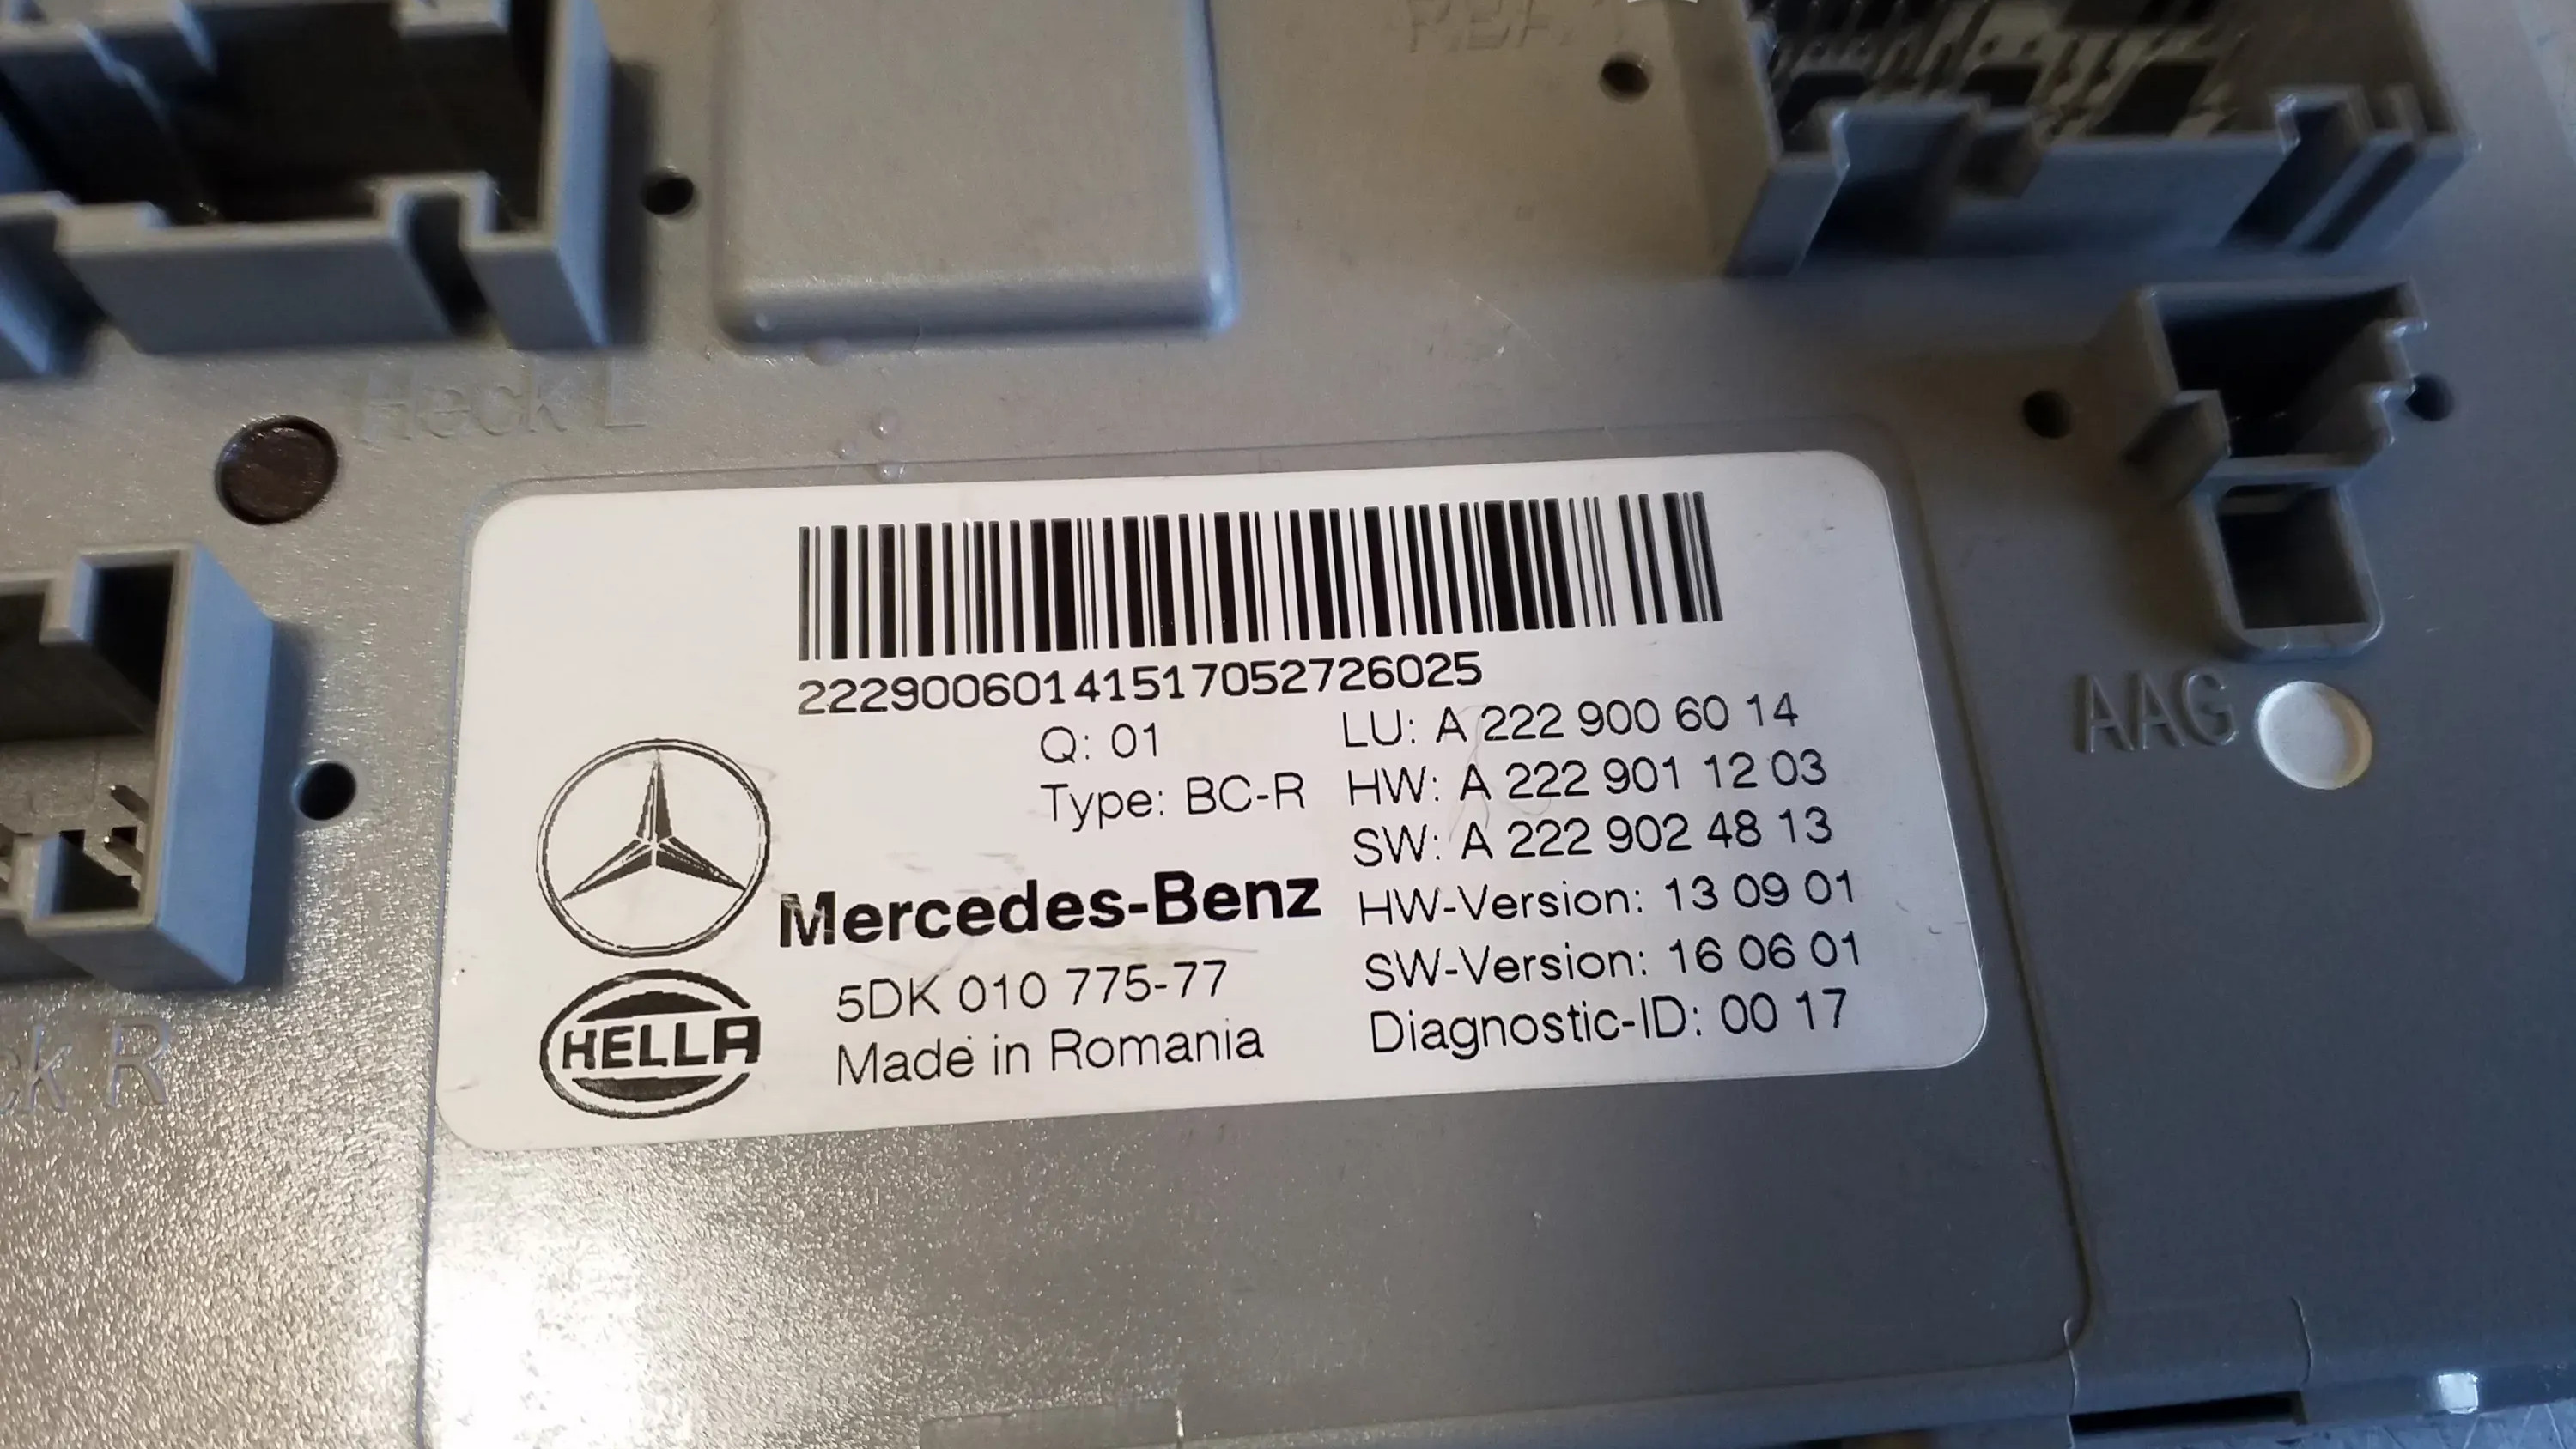 Heck L
22290060141517052726025
Q: 01
LU: A 222 900 60 14
Type: BC-R
HW: A 222 901 12 03
SW: A 222 902 48 13
Mercedes-Benz
HW-Version: 13 09 01
5DK 010 775-77
SW-Version: 16 06 01
HELLA
Made in Romania
Diagnostic-ID: 00 17
AAG
ck R